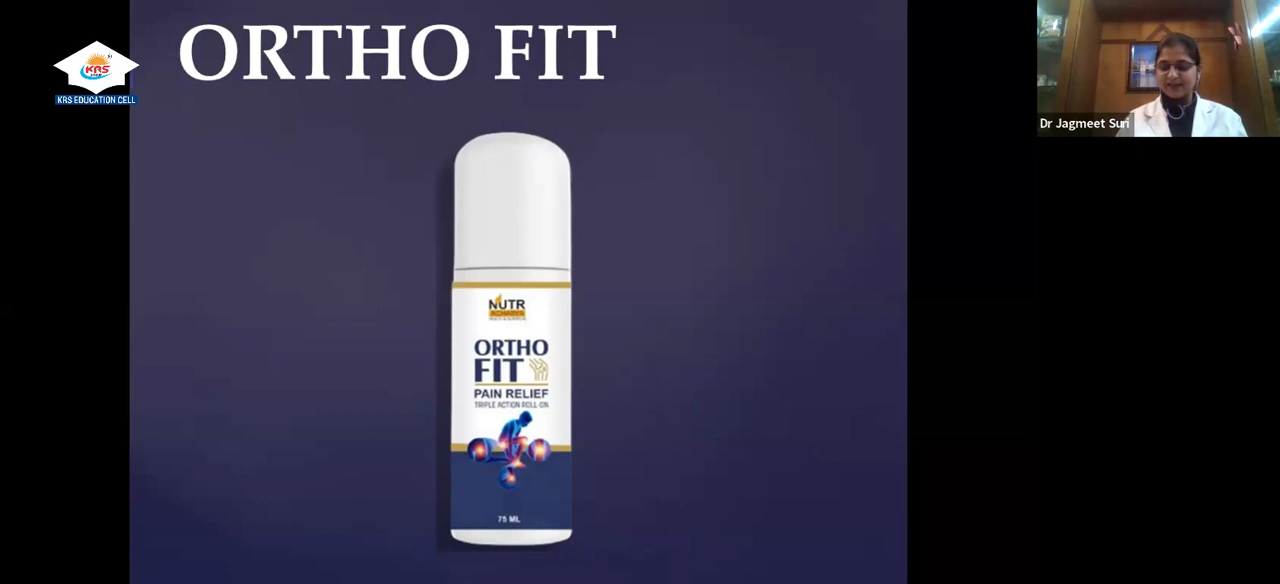 ORTHO FIT
KRS
KRS EDUCATION CELL
Dr Jagmeet Suri
NUTR
ACHARYA
ORTHO
FIT
PAIN RELIEF
TRIPLE ACTION ROLL-ON
75 ML